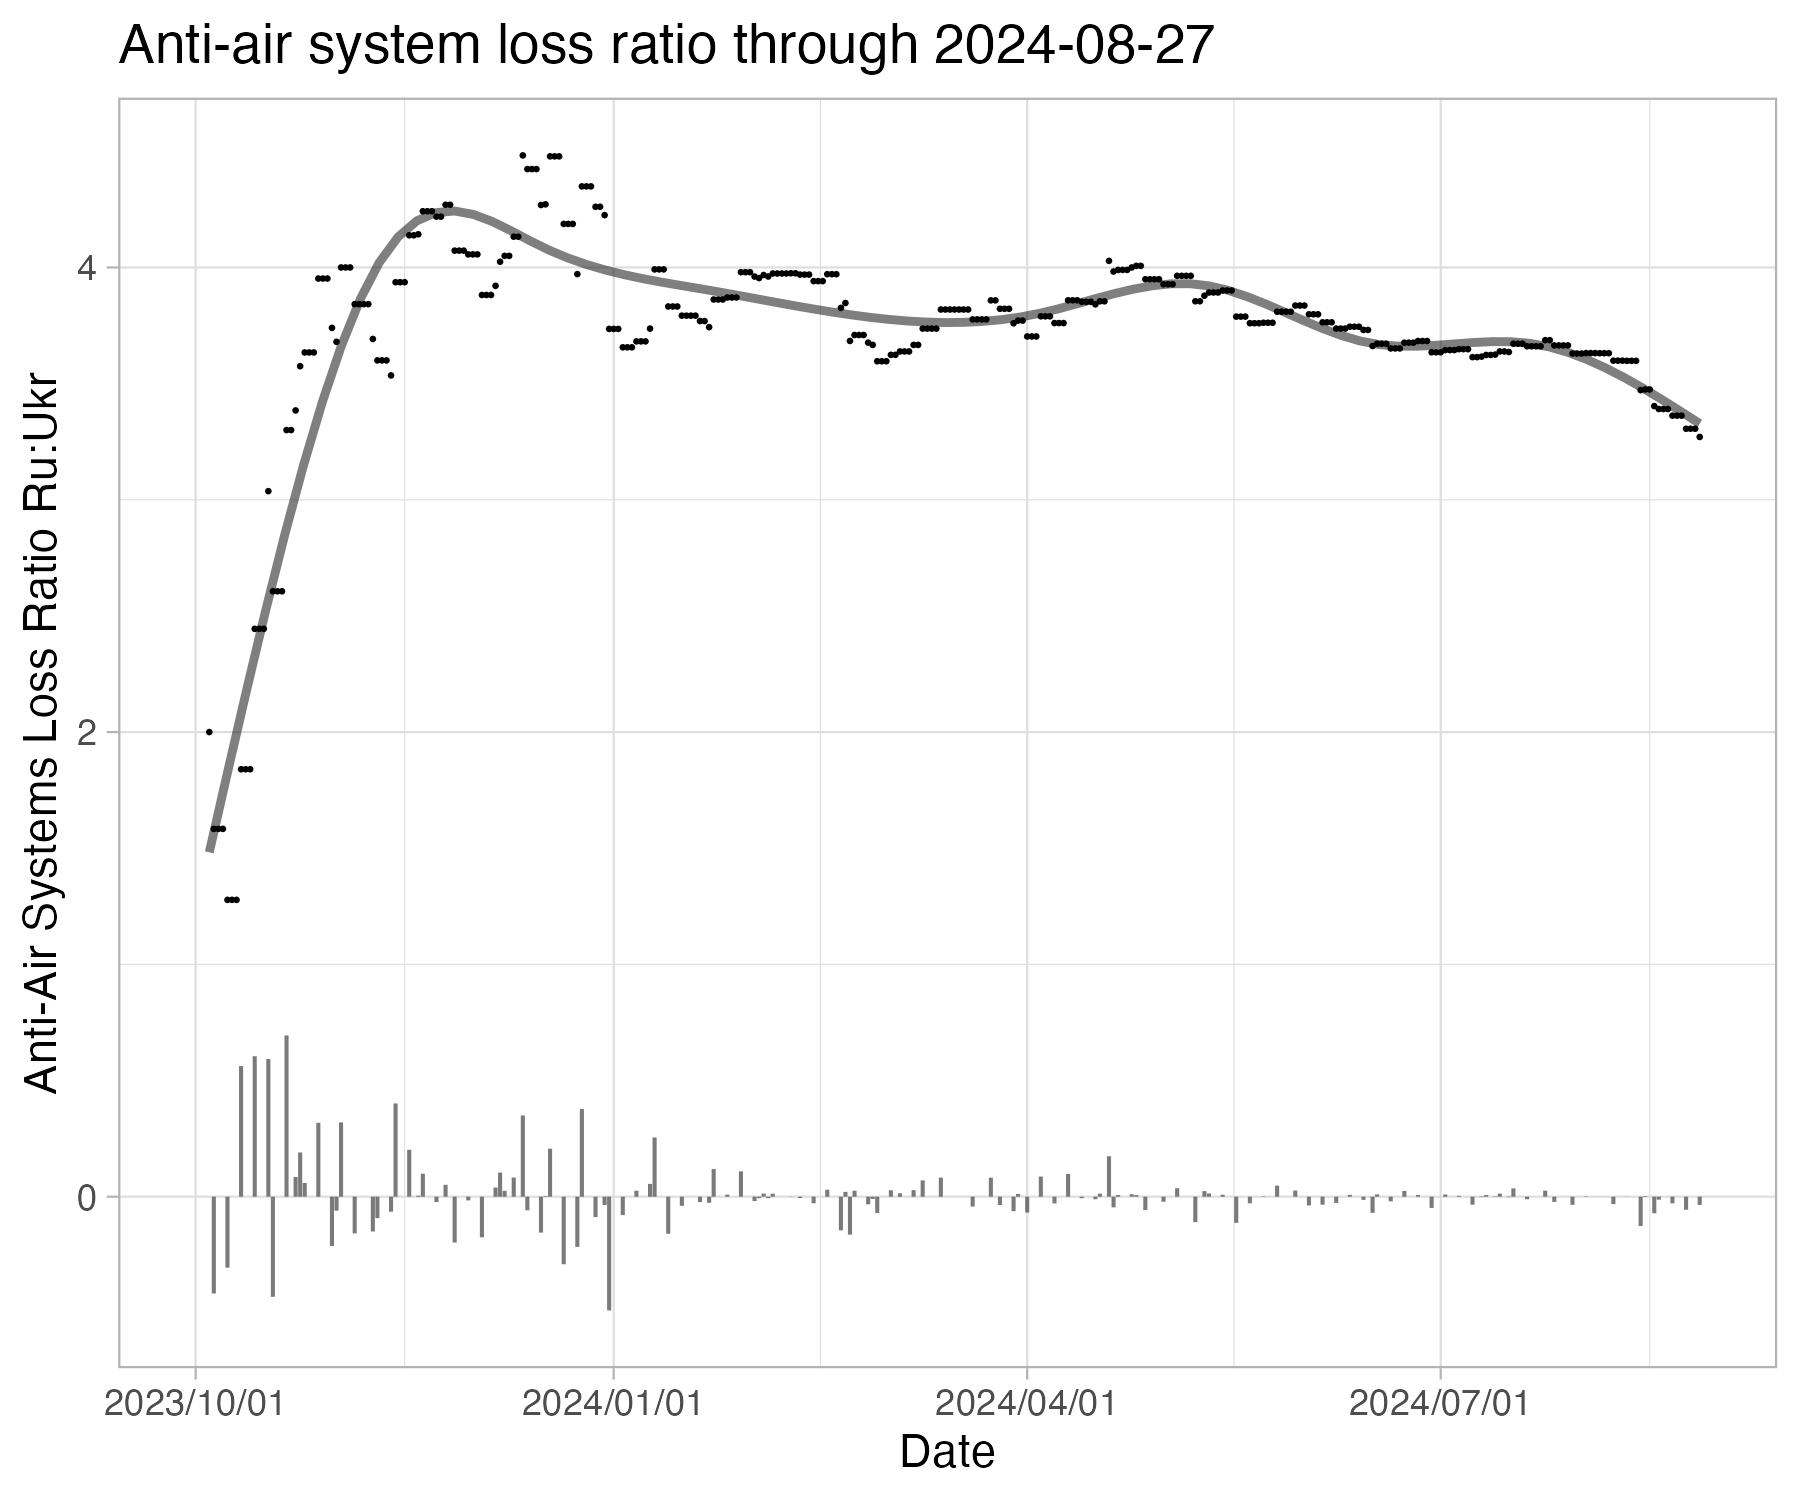 Anti-air system loss ratio through 2024-08-27
Anti-Air Systems Loss Ratio Ru:Ukr
4
2
0
2023/10/01
2024/01/01
2024/04/01
2024/07/01
Date